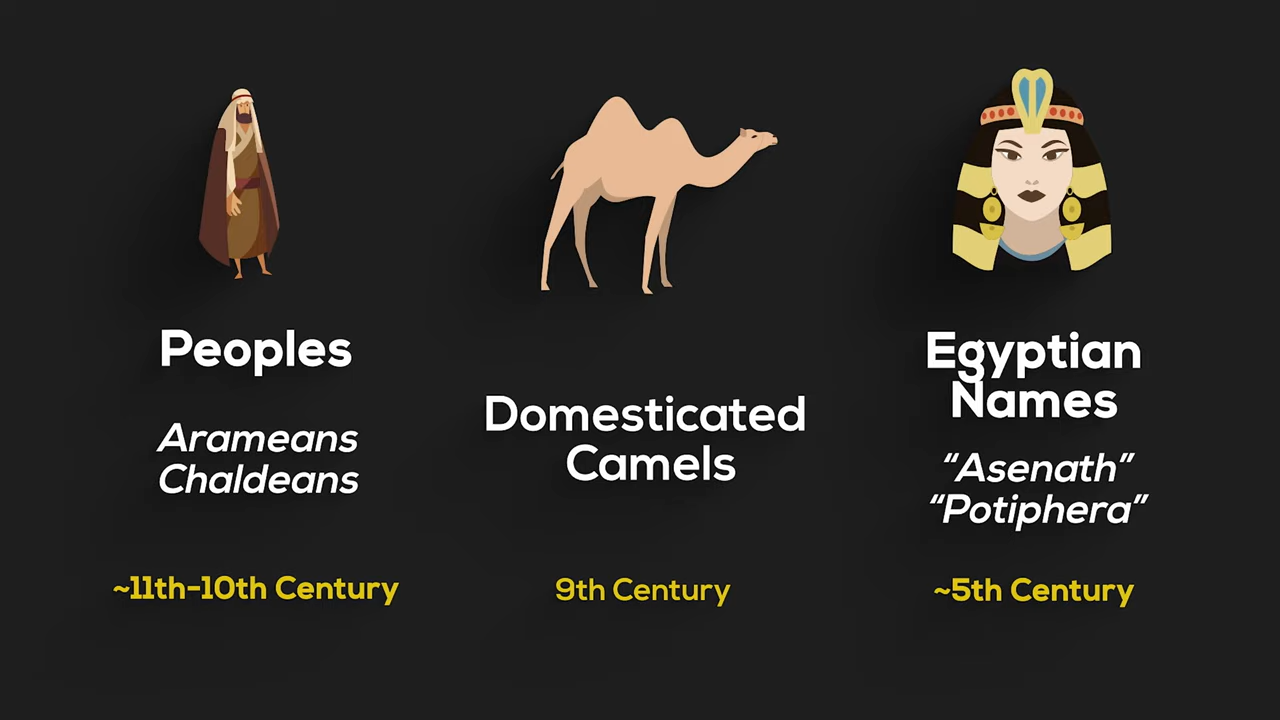 Peoples
Arameans
Chaldeans
~11th-10th Century
Domesticated
Camels
9th Century
Egyptian
Names
“Asenath”
“Potiphera”
~5th Century